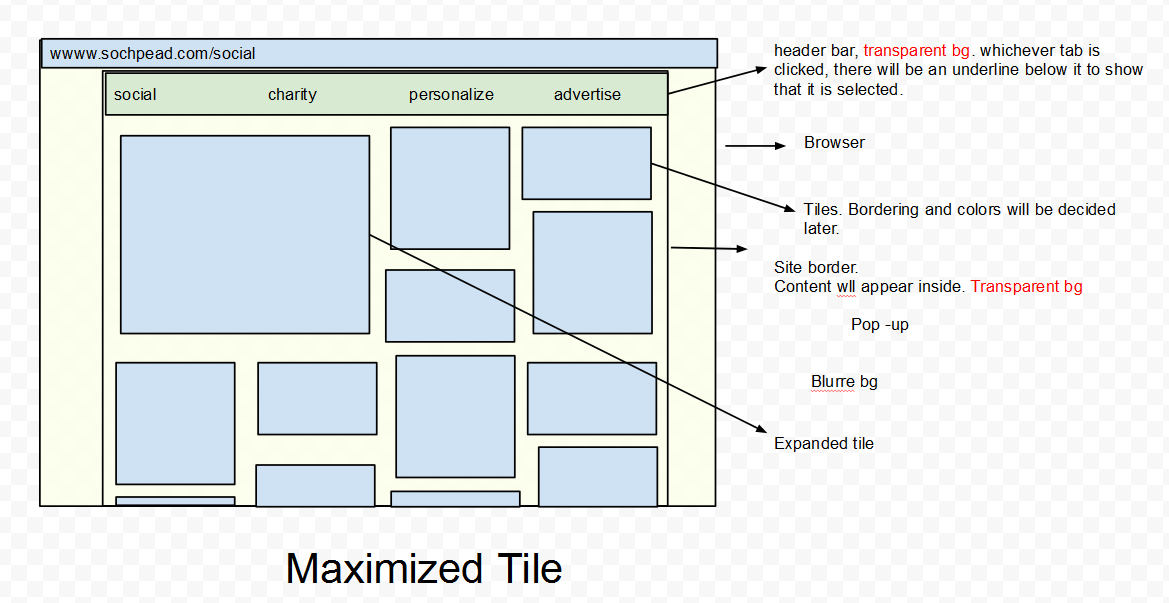 wwww.sochpead.com/social
social charity personalize advertise
header bar, transparent bg. whichever tab is
clicked, there will be an underline below it to show
that it is selected.
Browser
Tiles. Bordering and colors will be decided
later.
Site border.
Content wll appear inside. Transparent bg
Pop -up
Blurre bg
Expanded tile
Maximized Tile